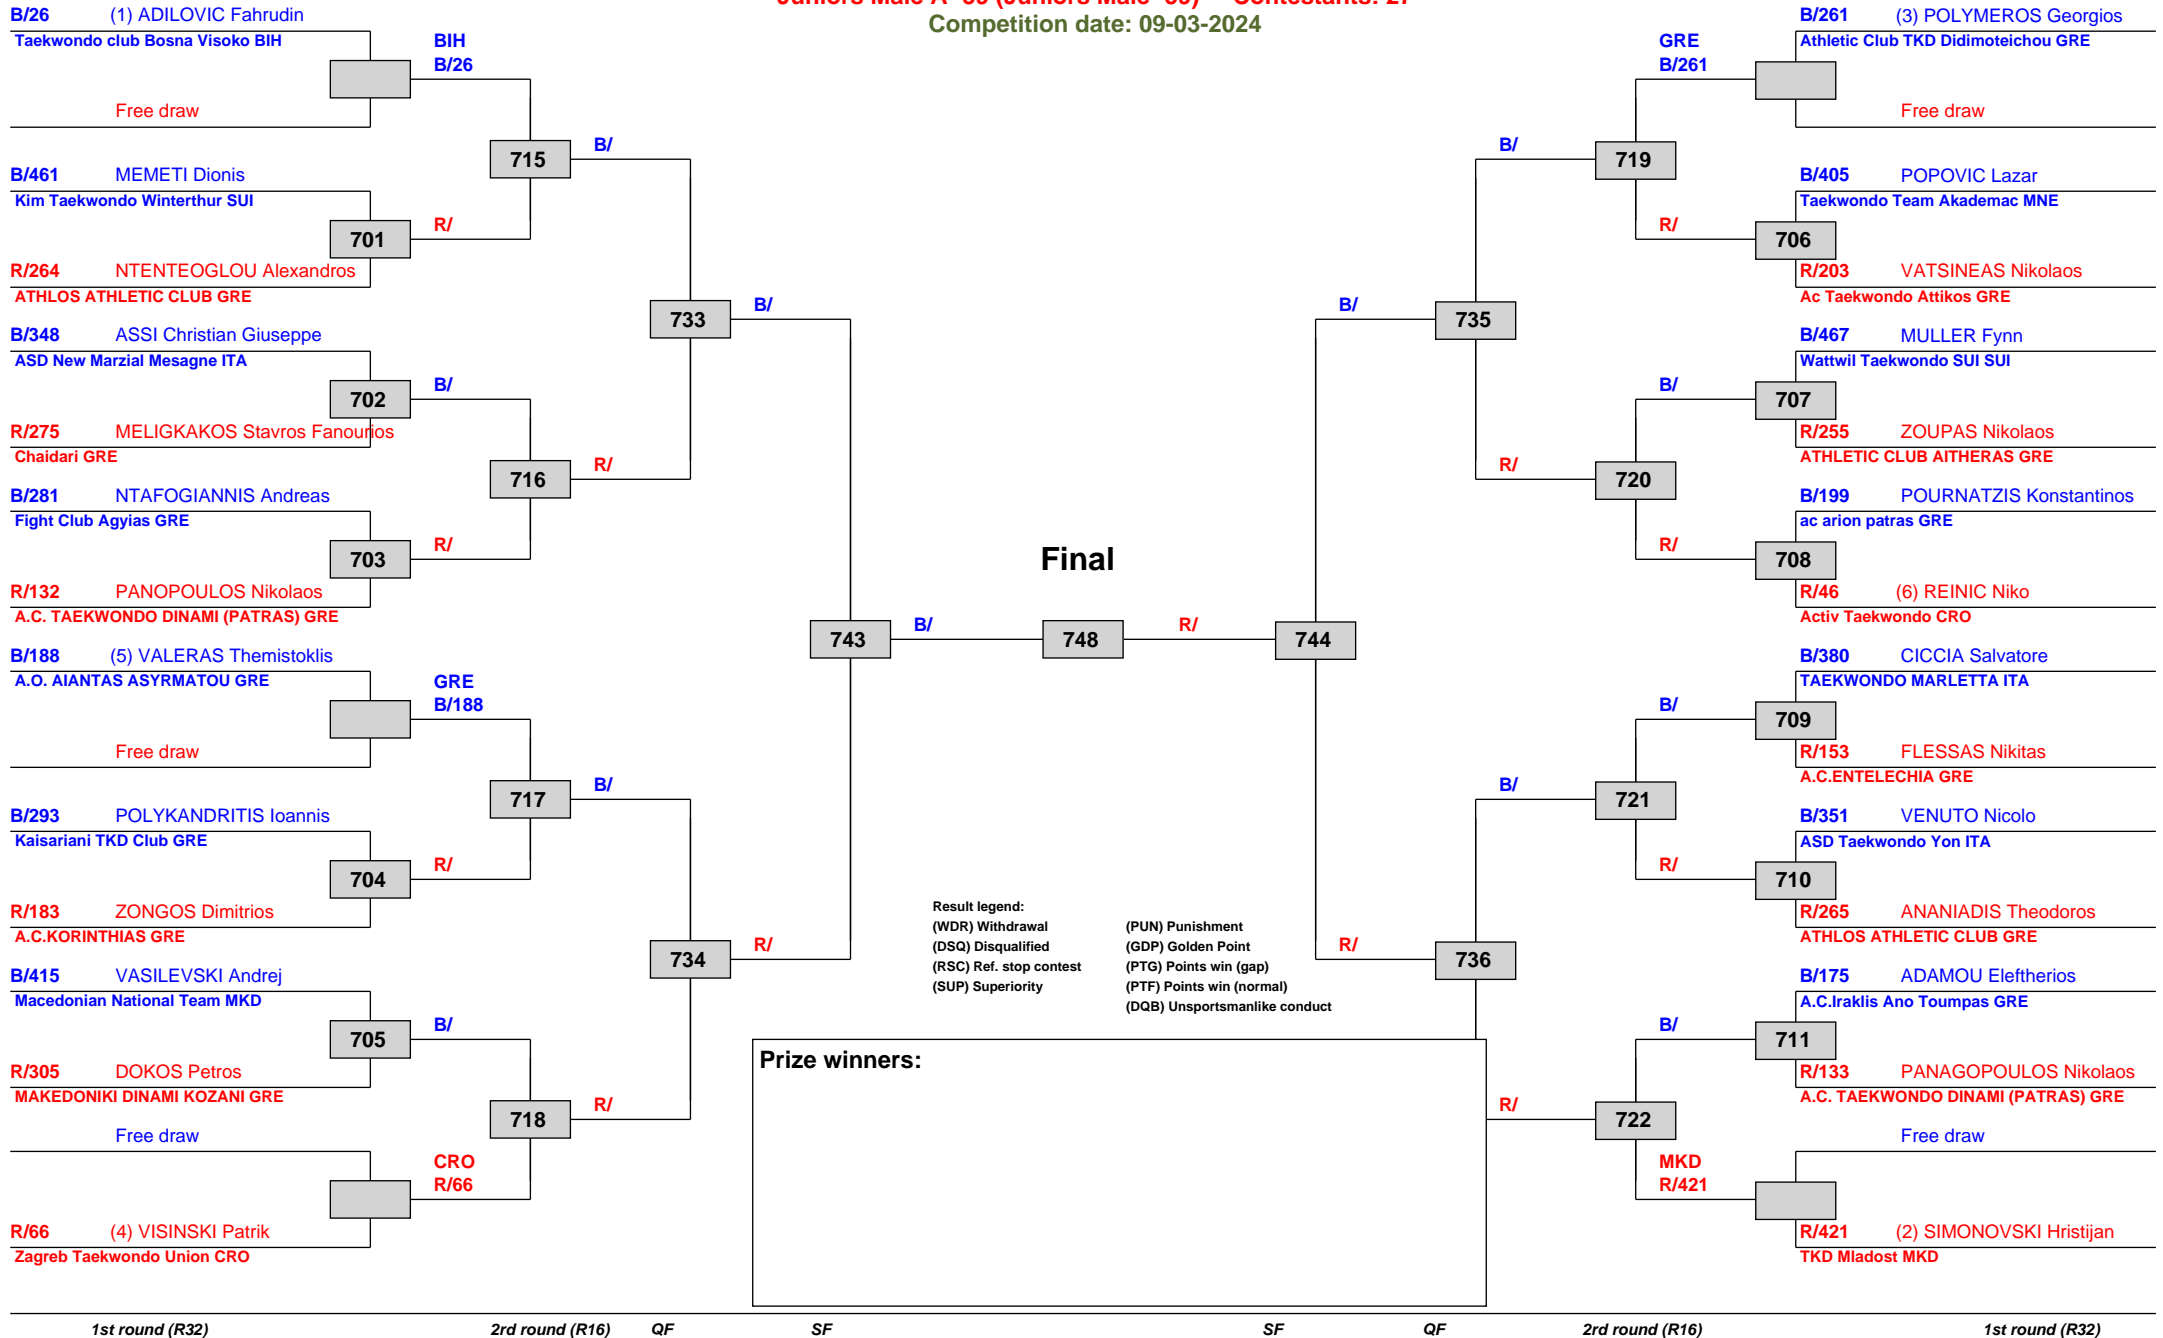 Competition date: 09-03-2024
B/26 (1) ADILOVIC Fahrudin
Taekwondo club Bosna Visoko BIH
Free draw
BIH
B/26
B/461 MEMETI Dionis
Kim Taekwondo Winterthur SUI
701
R/264 NTENTEOGLOU Alexandros
ATHLOS ATHLETIC CLUB GRE
R/
715
B/
B/348 ASSI Christian Giuseppe
ASD New Marzial Mesagne ITA
702
R/275 MELIGKAKOS Stavros Fanourios
Chaidari GRE
B/
B/281 NTAFOGIANNIS Andreas
Fight Club Agyias GRE
703
R/132 PANOPOULOS Nikolaos
A.C. TAEKWONDO DINAMI (PATRAS) GRE
R/
716
R/
733
B/
B/188 (5) VALERAS Themistoklis
A.O. AIANTAS ASYRMATOU GRE
Free draw
GRE
B/188
B/293 POLYKANDRITIS Ioannis
Kaisariani TKD Club GRE
704
R/183 ZONGOS Dimitrios
A.C.KORINTHIAS GRE
R/
717
B/
B/415 VASILEVSKI Andrej
Macedonian National Team MKD
705
R/305 DOKOS Petros
MAKEDONIKI DINAMI KOZANI GRE
B/
Free draw
R/66 (4) VISINSKI Patrik
Zagreb Taekwondo Union CRO
CRO
R/66
718
R/
734
R/
743
B/
Final
748
R/
744
B/261 (3) POLYMEROS Georgios
Athletic Club TKD Didimoteichou GRE
Free draw
GRE
B/261
B/405 POPOVIC Lazar
Taekwondo Team Akademac MNE
706
R/203 VATSINEAS Nikolaos
Ac Taekwondo Attikos GRE
R/
719
B/
B/467 MULLER Fynn
Wattwil Taekwondo SUI SUI
707
R/255 ZOUPAS Nikolaos
ATHLETIC CLUB AITHERAS GRE
B/
B/199 POURNATZIS Konstantinos
ac arion patras GRE
708
R/46 (6) REINIC Niko
Activ Taekwondo CRO
R/
720
R/
735
B/
B/380 CICCIA Salvatore
TAEKWONDO MARLETTA ITA
709
R/153 FLESSAS Nikitas
A.C.ENTELECHIA GRE
B/
B/351 VENUTO Nicolo
ASD Taekwondo Yon ITA
710
R/265 ANANIADIS Theodoros
ATHLOS ATHLETIC CLUB GRE
R/
721
B/
B/175 ADAMOU Eleftherios
A.C.Iraklis Ano Toumpas GRE
711
R/133 PANAGOPOULOS Nikolaos
A.C. TAEKWONDO DINAMI (PATRAS) GRE
B/
Free draw
R/421 (2) SIMONOVSKI Hristijan
TKD Mladost MKD
MKD
R/421
722
R/
736
R/
Result legend:
(WDR) Withdrawal (PUN) Punishment
(DSQ) Disqualified (GDP) Golden Point
(RSC) Ref. stop contest (PTG) Points win (gap)
(SUP) Superiority (PTF) Points win (normal)
(DQB) Unsportsmanlike conduct
Prize winners:
1st round (R32) 2rd round (R16) QF SF SF QF 2rd round (R16) 1st round (R32)